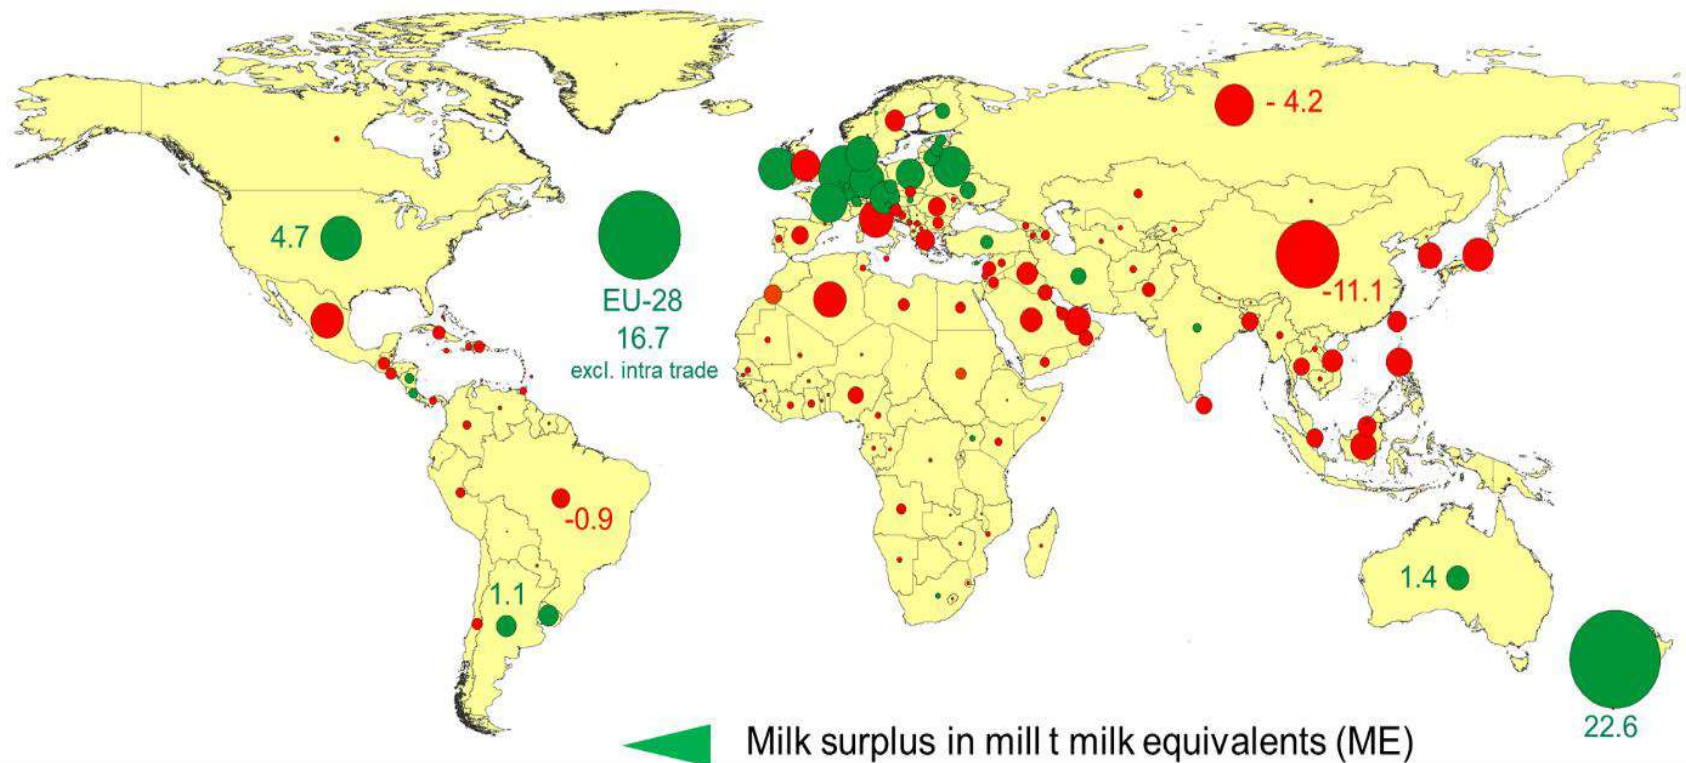 - 4.2
4.7
EU-28
16.7
excl. intra trade
-11.1
-0.9
1.1
1.4
22.6
Milk surplus in mill t milk equivalents (ME)